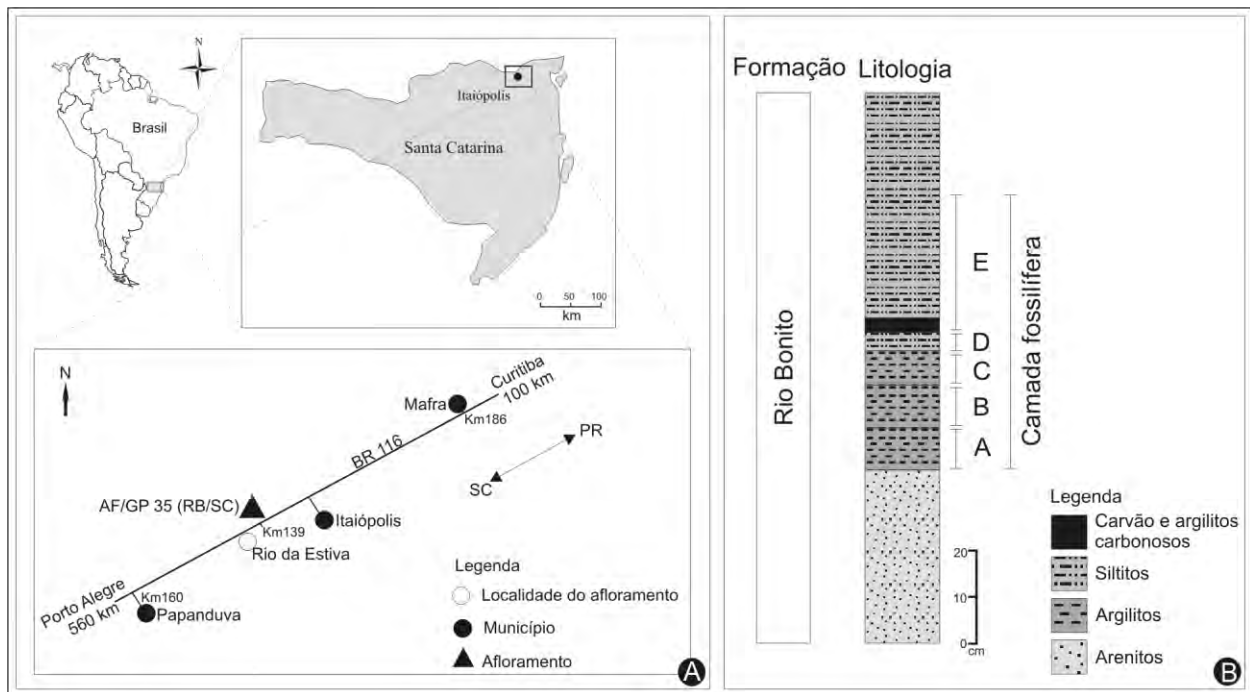 N
Brasil
Itaiópolis
Santa Catarina
0 50 100
km
N
Curitiba
100 km
Mafra
Km186
BR 116
PR
SC
AF/GP 35 (RB/SC)
Km139
Itaiópolis
Rio da Estiva
Porto Alegre
560 km
Km160
Papanduva
Legenda
Localidade do afloramento
Município
Afloramento
A
Formação Litologia
Rio Bonito
E
D
C
B
A
Camada fossilífera
20
10
0
cm
Legenda
Carvão e argilitos
carbonosos
Siltitos
Argilitos
Arenitos
B